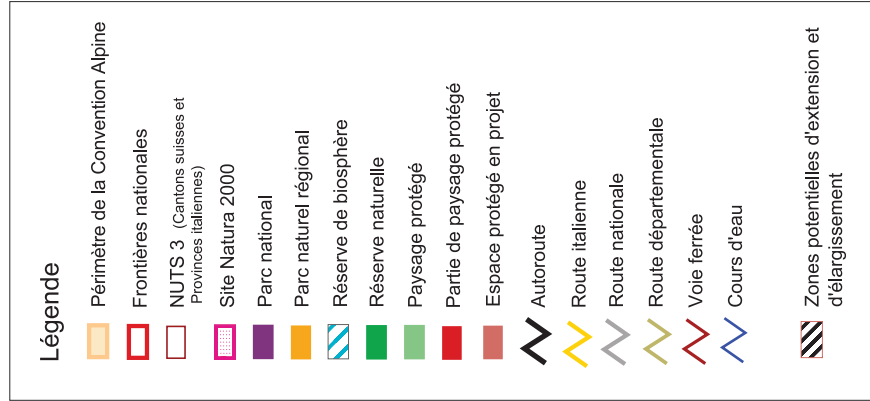 Légende
Périmètre de la Convention Alpine
Frontières nationales
NUTS 3 (Cantons suisses et
Provinces italiennes)
Site Natura 2000
Parc national
Parc naturel régional
Réserve de biosphère
Réserve naturelle
Paysage protégé
Partie de paysage protégé
Espace protégé en projet
Autoroute
Route italienne
Route nationale
Route départementale
Voie ferrée
Cours d'eau
Zones potentielles d'extension et
d'élargissement